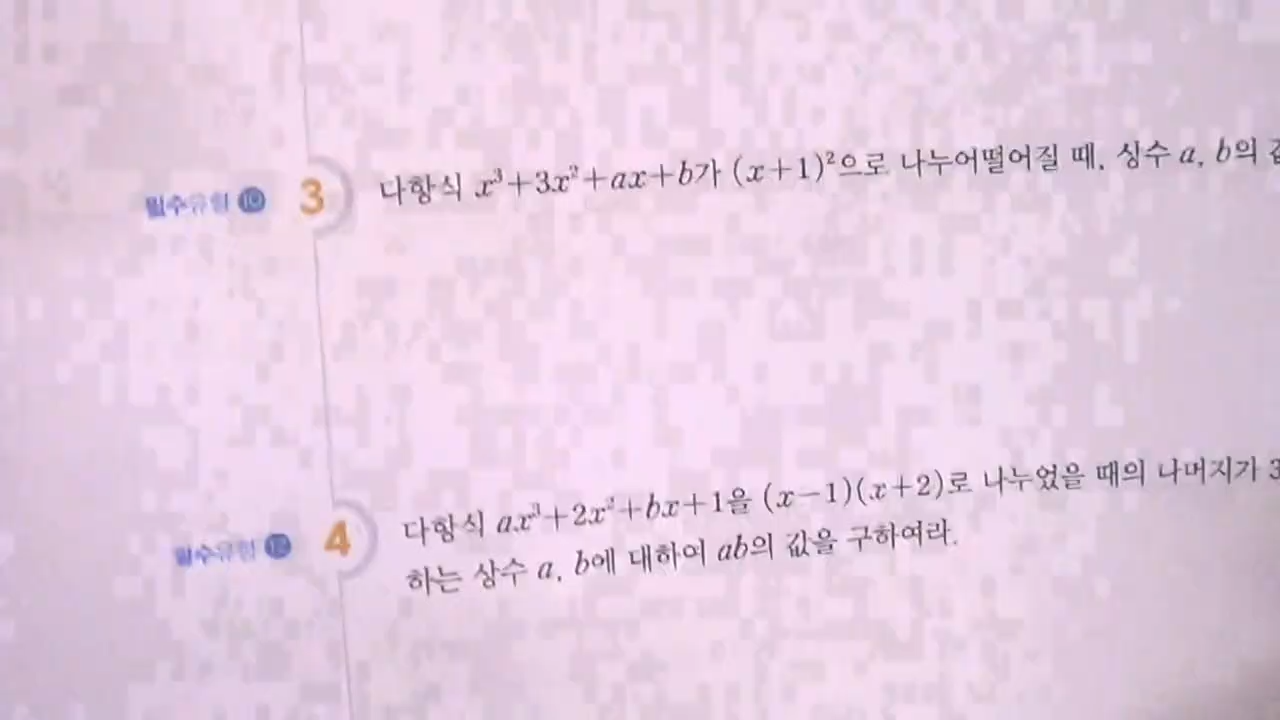 필수유형 10 3 다항식 x³+3x²+ax+b가 (x+1)²으로 나누어떨어질 때, 상수 a, b의
필수유형 4 다항식 ax³+2x²+bx+1을 (x-1)(x+2)로 나누었을 때의 나머지가 3
하는 상수 a, b에 대하여 ab의 값을 구하여라.